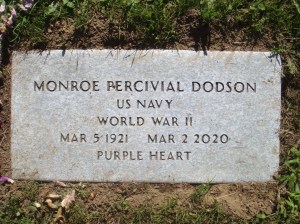 MONROE PERCIVIAL DODSON
US NAVY
WORLD WAR II
MAR 5 1921 MAR 2 2020
PURPLE HEART